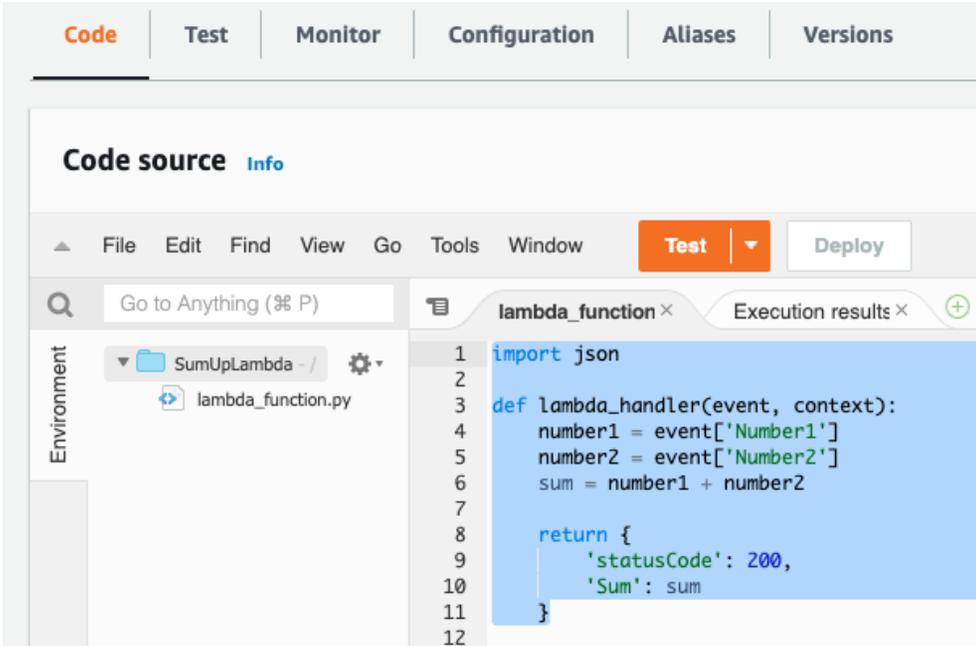 Code Test Monitor Configuration Aliases Versions
Code source Info
File Edit Find View Go Tools Window Test Deploy
Go to Anything (⌘ P) lambda_function Execution results
Environment
SumUpLambda - /
lambda_function.py
1 import json
2
3 def lambda_handler(event, context):
4     number1 = event['Number1']
5     number2 = event['Number2']
6     sum = number1 + number2
7
8     return {
9         'statusCode': 200,
10         'Sum': sum
11     }
12